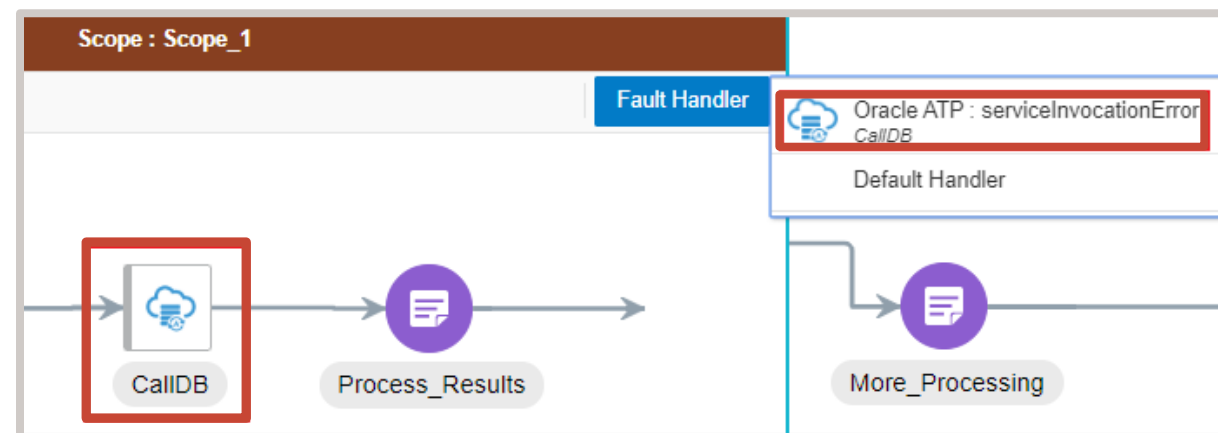 Scope : Scope_1
Fault Handler
Oracle ATP : serviceInvocationError
CallDB
Default Handler
CallDB
Process_Results
More_Processing